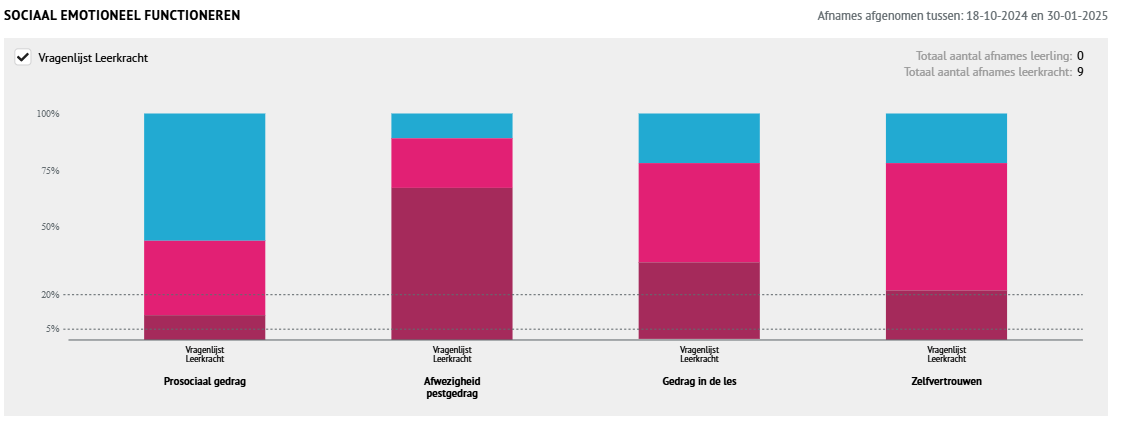 SOCIAAL EMOTIONEEL FUNCTIONEREN
Afnames afgenomen tussen: 18-10-2024 en 30-01-2025
Vragenlijst Leerkracht
Totaal aantal afnames leerling: 0
Totaal aantal afnames leerkracht: 9
100%
75%
50%
20%
5%
Vragenlijst
Leerkracht
Prosociaal gedrag
Vragenlijst
Leerkracht
Afwezigheid
pestgedrag
Vragenlijst
Leerkracht
Gedrag in de les
Vragenlijst
Leerkracht
Zelfvertrouwen